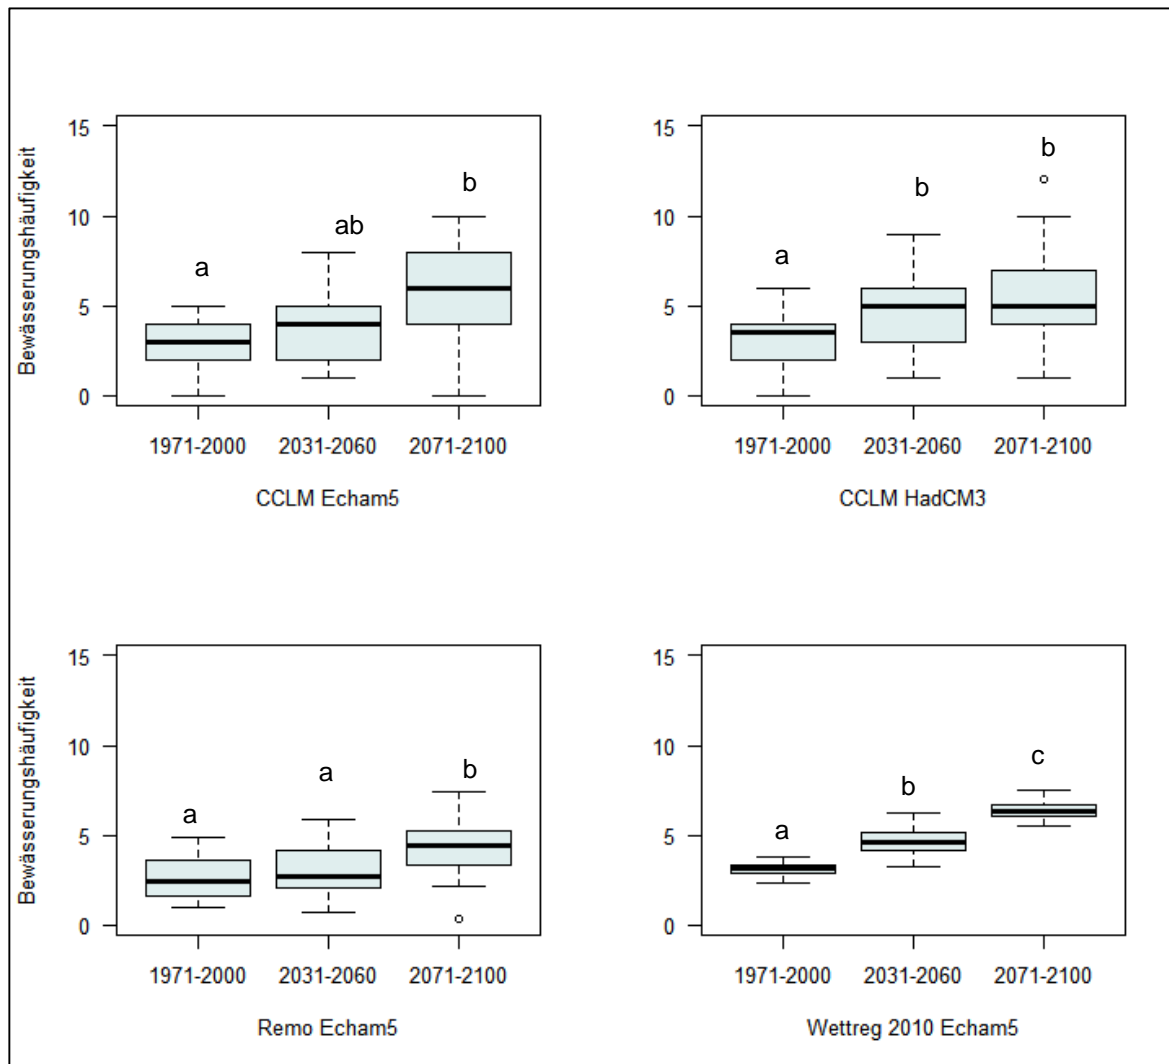 Bewässerungshäufigkeit
15
10
5
0
a
ab
b
1971-2000 2031-2060 2071-2100
CCLM Echam5
15
10
5
0
a
b
b
1971-2000 2031-2060 2071-2100
CCLM HadCM3
Bewässerungshäufigkeit
15
10
5
0
a
a
b
1971-2000 2031-2060 2071-2100
Remo Echam5
15
10
5
0
a
b
c
1971-2000 2031-2060 2071-2100
Wettreg 2010 Echam5